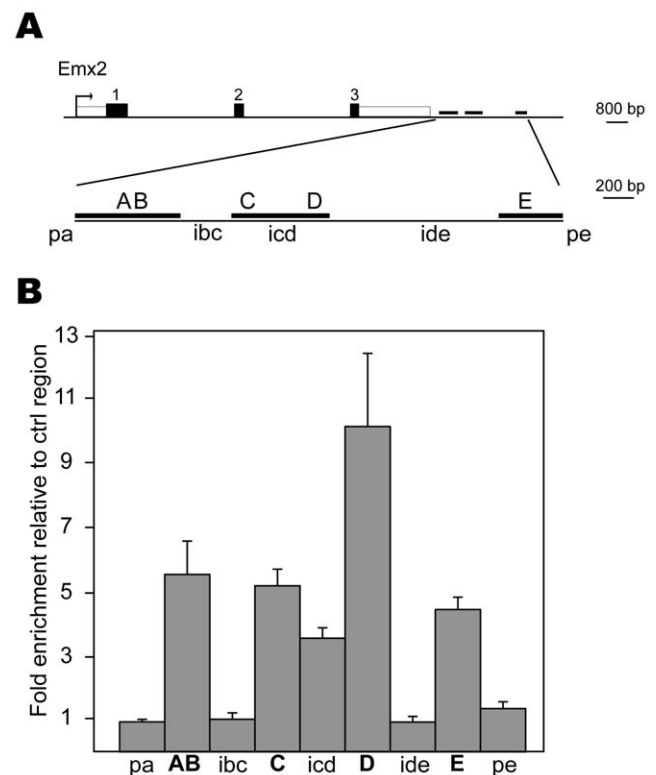 A
Emx2
1 2 3
800 bp
200 bp
AB C D E
pa ibc icd ide pe
B
Fold enrichment relative to ctrl region
13
11
9
7
5
3
1
pa AB ibc C icd D ide E pe